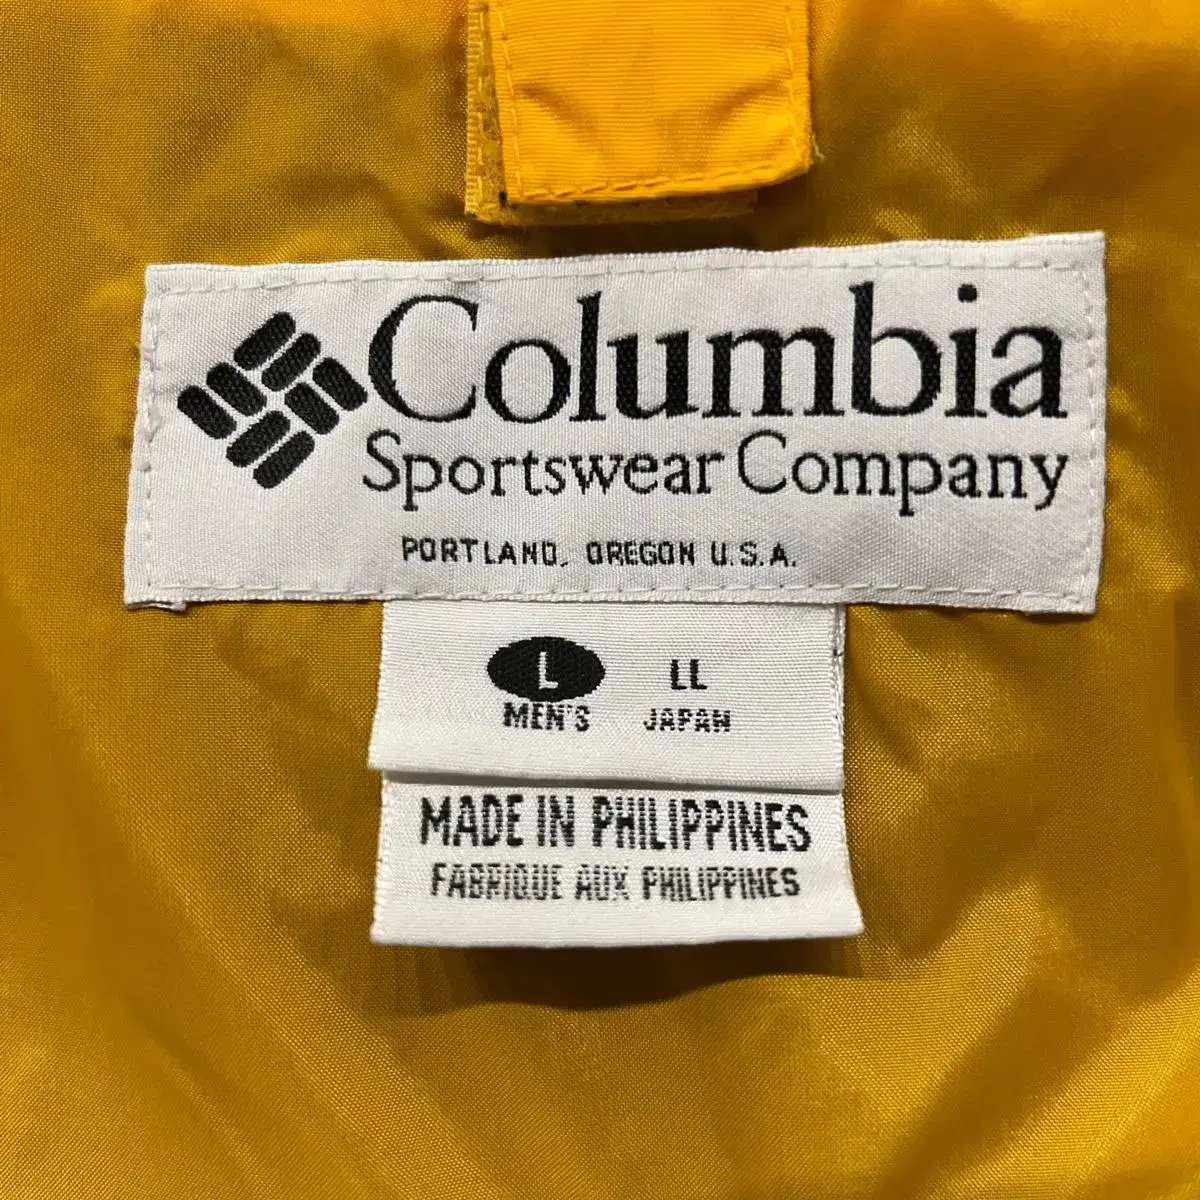 Columbia
Sportswear Company
PORTLAND, OREGON U.S.A.
L LL
MEN'S JAPAN
MADE IN PHILIPPINES
FABRIQUE AUX PHILIPPINES